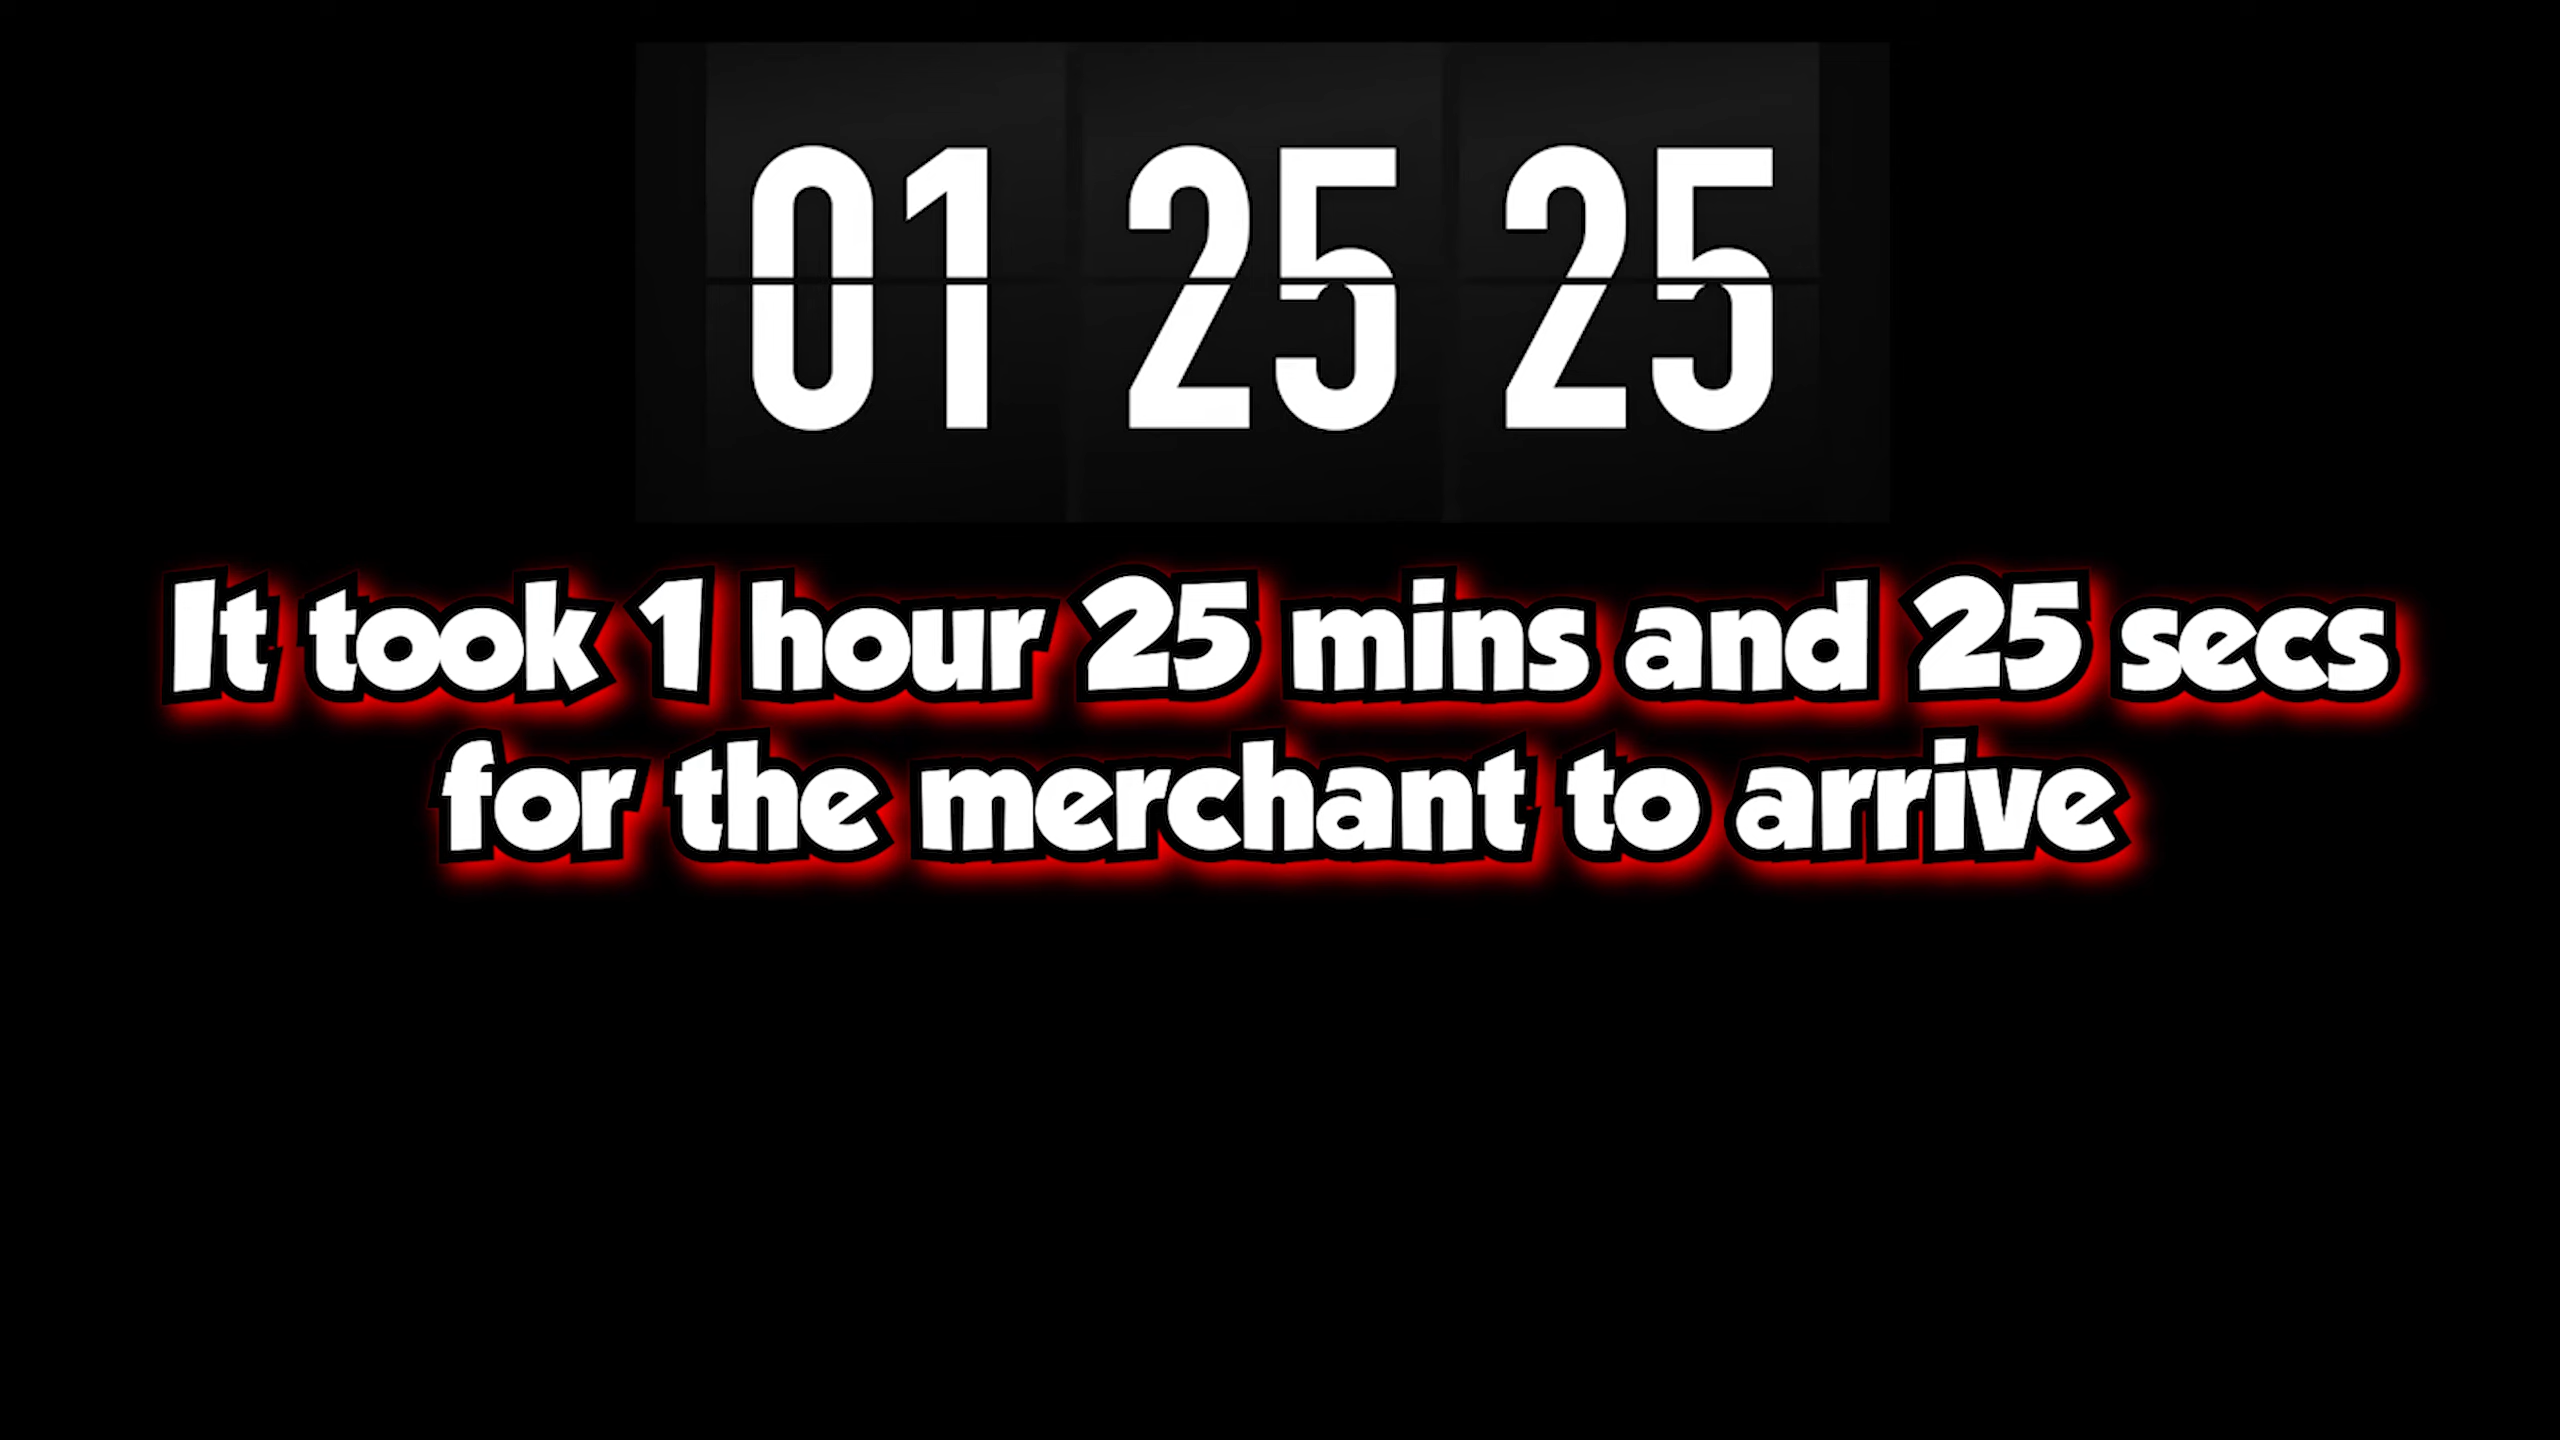 01 25 25
It took 1 hour 25 mins and 25 secs
for the merchant to arrive